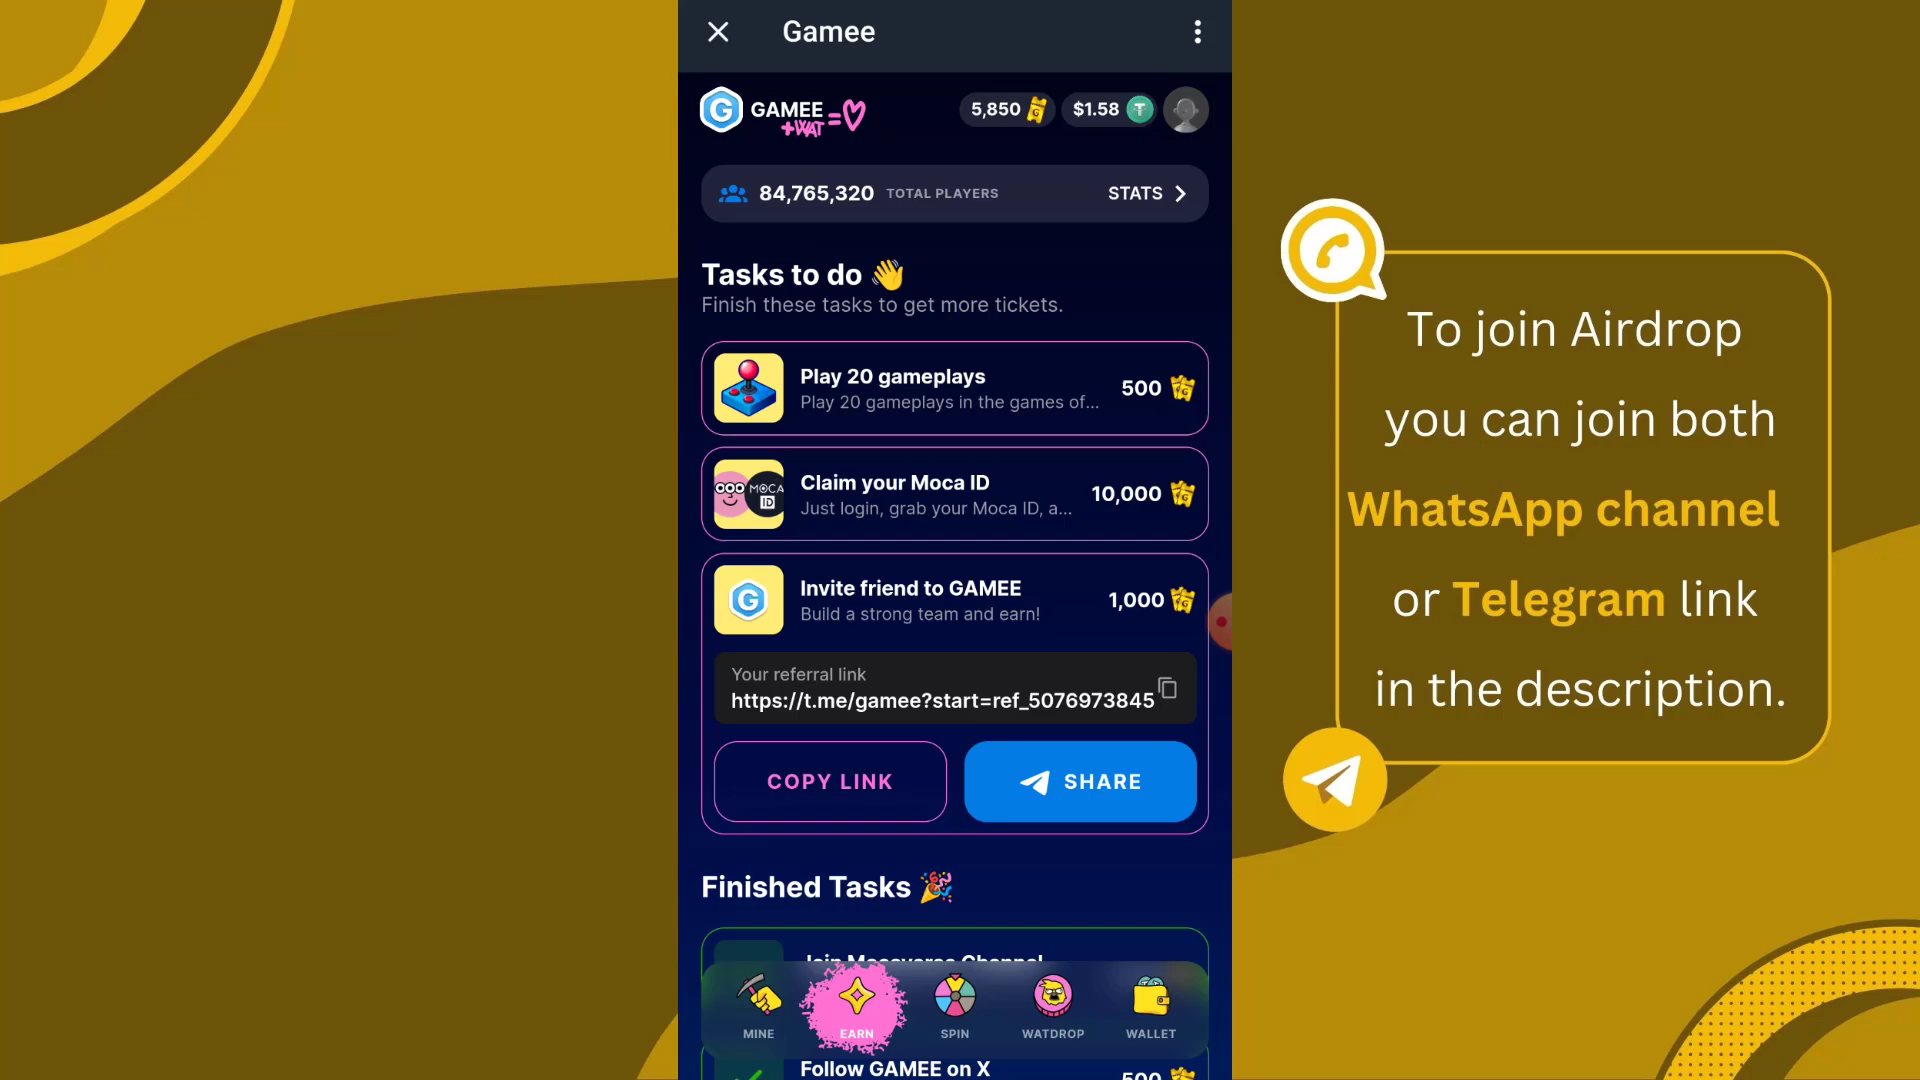 Gamee
GAMEE
+WAT=
5,850
$1.58
84,765,320 TOTAL PLAYERS STATS
Tasks to do 👋
Finish these tasks to get more tickets.
Play 20 gameplays
Play 20 gameplays in the games of...
500
Claim your Moca ID
Just login, grab your Moca ID, a...
10,000
MOCA
ID
Invite friend to GAMEE
Build a strong team and earn!
1,000
Your referral link
https://t.me/gamee?start=ref_5076973845
COPY LINK
SHARE
Finished Tasks 🎉
Join Mocaverse Channel
MINE
EARN
SPIN
WATDROP
WALLET
Follow GAMEE on X
500
To join Airdrop
you can join both
WhatsApp channel
or Telegram link
in the description.